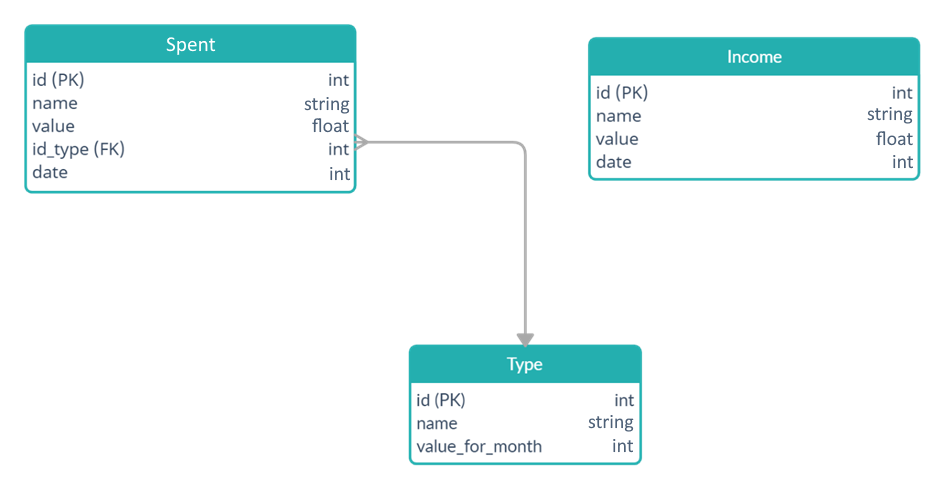 Spent
id (PK) int
name string
value float
id_type (FK) int
date int
Income
id (PK) int
name string
value float
date int
Type
id (PK) int
name string
value_for_month int